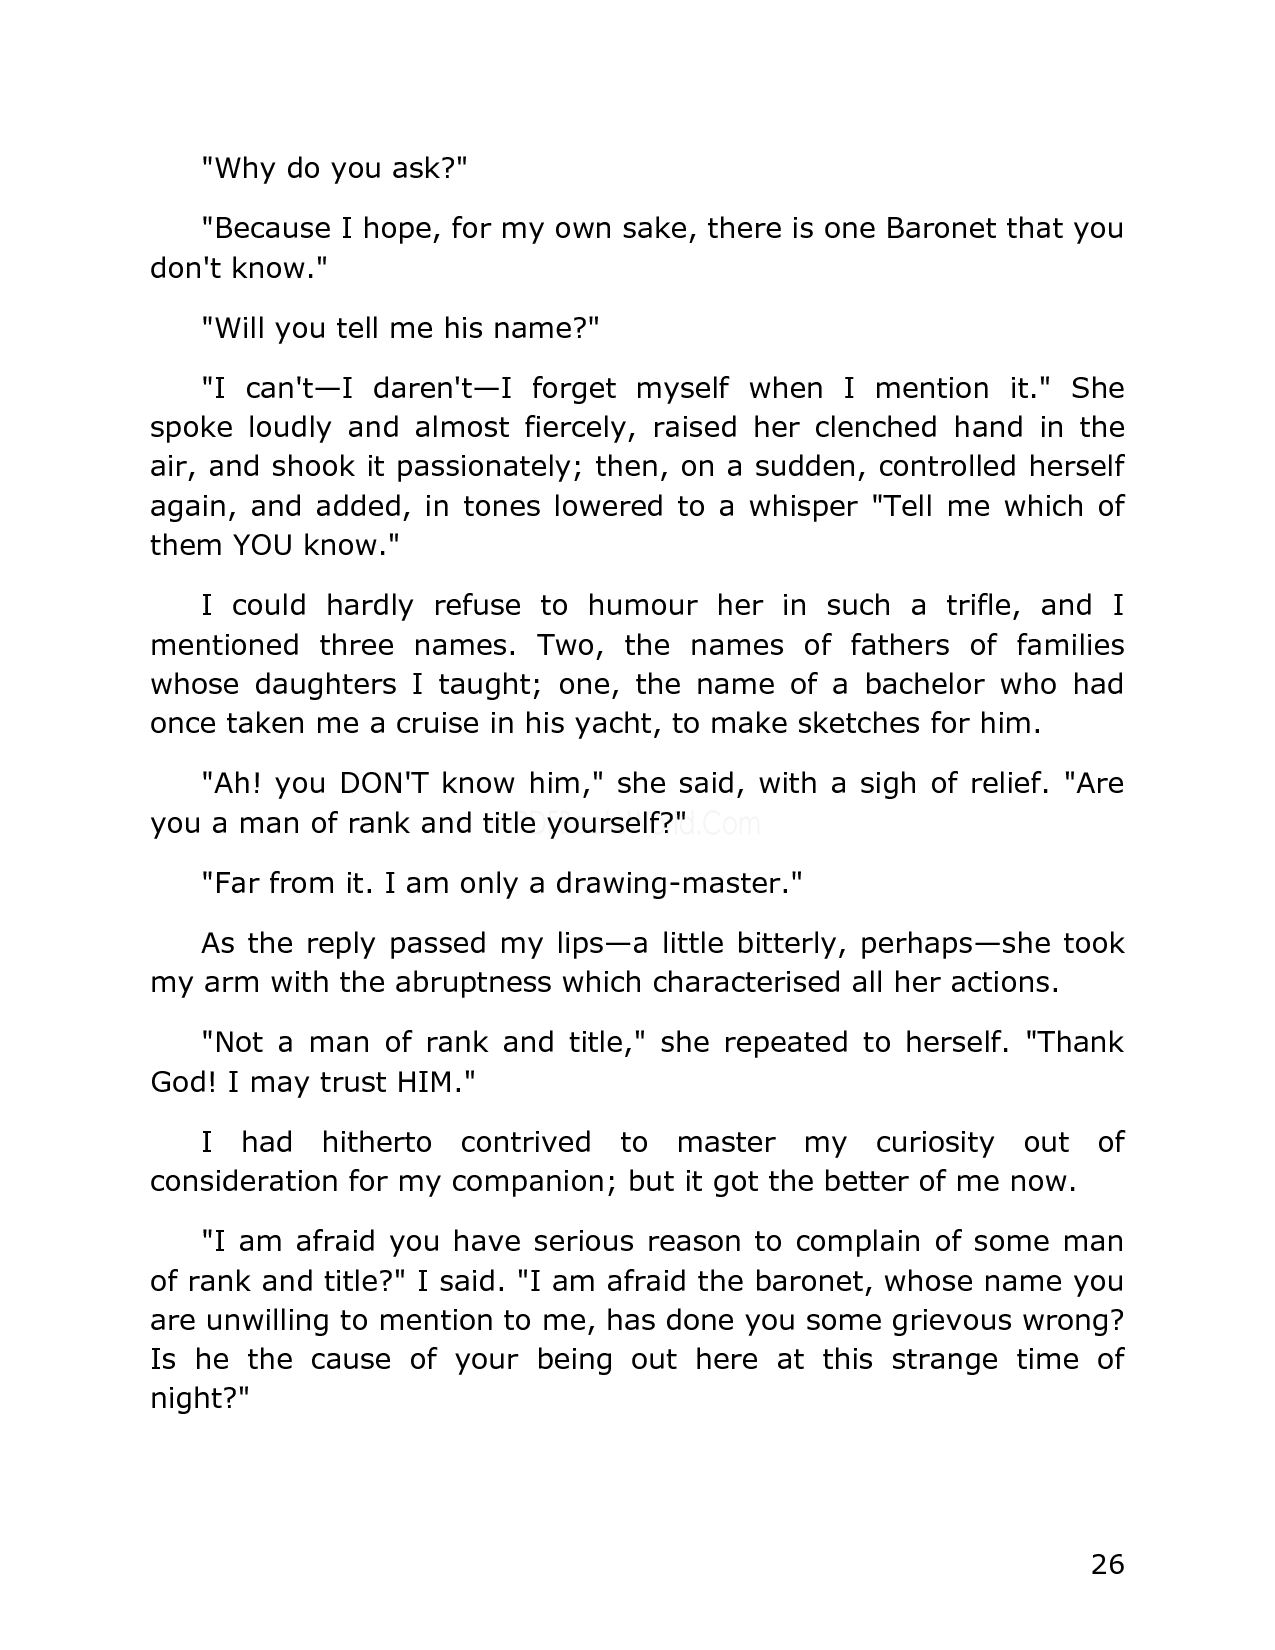 "Why do you ask?"
"Because I hope, for my own sake, there is one Baronet that you
don't know."
"Will you tell me his name?"
"I can't—I daren't—I forget myself when I mention it." She
spoke loudly and almost fiercely, raised her clenched hand in the
air, and shook it passionately; then, on a sudden, controlled herself
again, and added, in tones lowered to a whisper "Tell me which of
them YOU know."
I could hardly refuse to humour her in such a trifle, and I
mentioned three names. Two, the names of fathers of families
whose daughters I taught; one, the name of a bachelor who had
once taken me a cruise in his yacht, to make sketches for him.
"Ah! you DON'T know him," she said, with a sigh of relief. "Are
you a man of rank and title yourself?"
"Far from it. I am only a drawing-master."
As the reply passed my lips—a little bitterly, perhaps—she took
my arm with the abruptness which characterised all her actions.
"Not a man of rank and title," she repeated to herself. "Thank
God! I may trust HIM."
I had hitherto contrived to master my curiosity out of
consideration for my companion; but it got the better of me now.
"I am afraid you have serious reason to complain of some man
of rank and title?" I said. "I am afraid the baronet, whose name you
are unwilling to mention to me, has done you some grievous wrong?
Is he the cause of your being out here at this strange time of
night?"
26